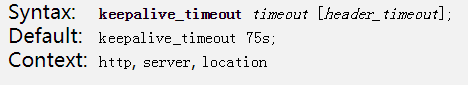 Syntax: keepalive_timeout timeout [header_timeout];
Default: keepalive_timeout 75s;
Context: http, server, location